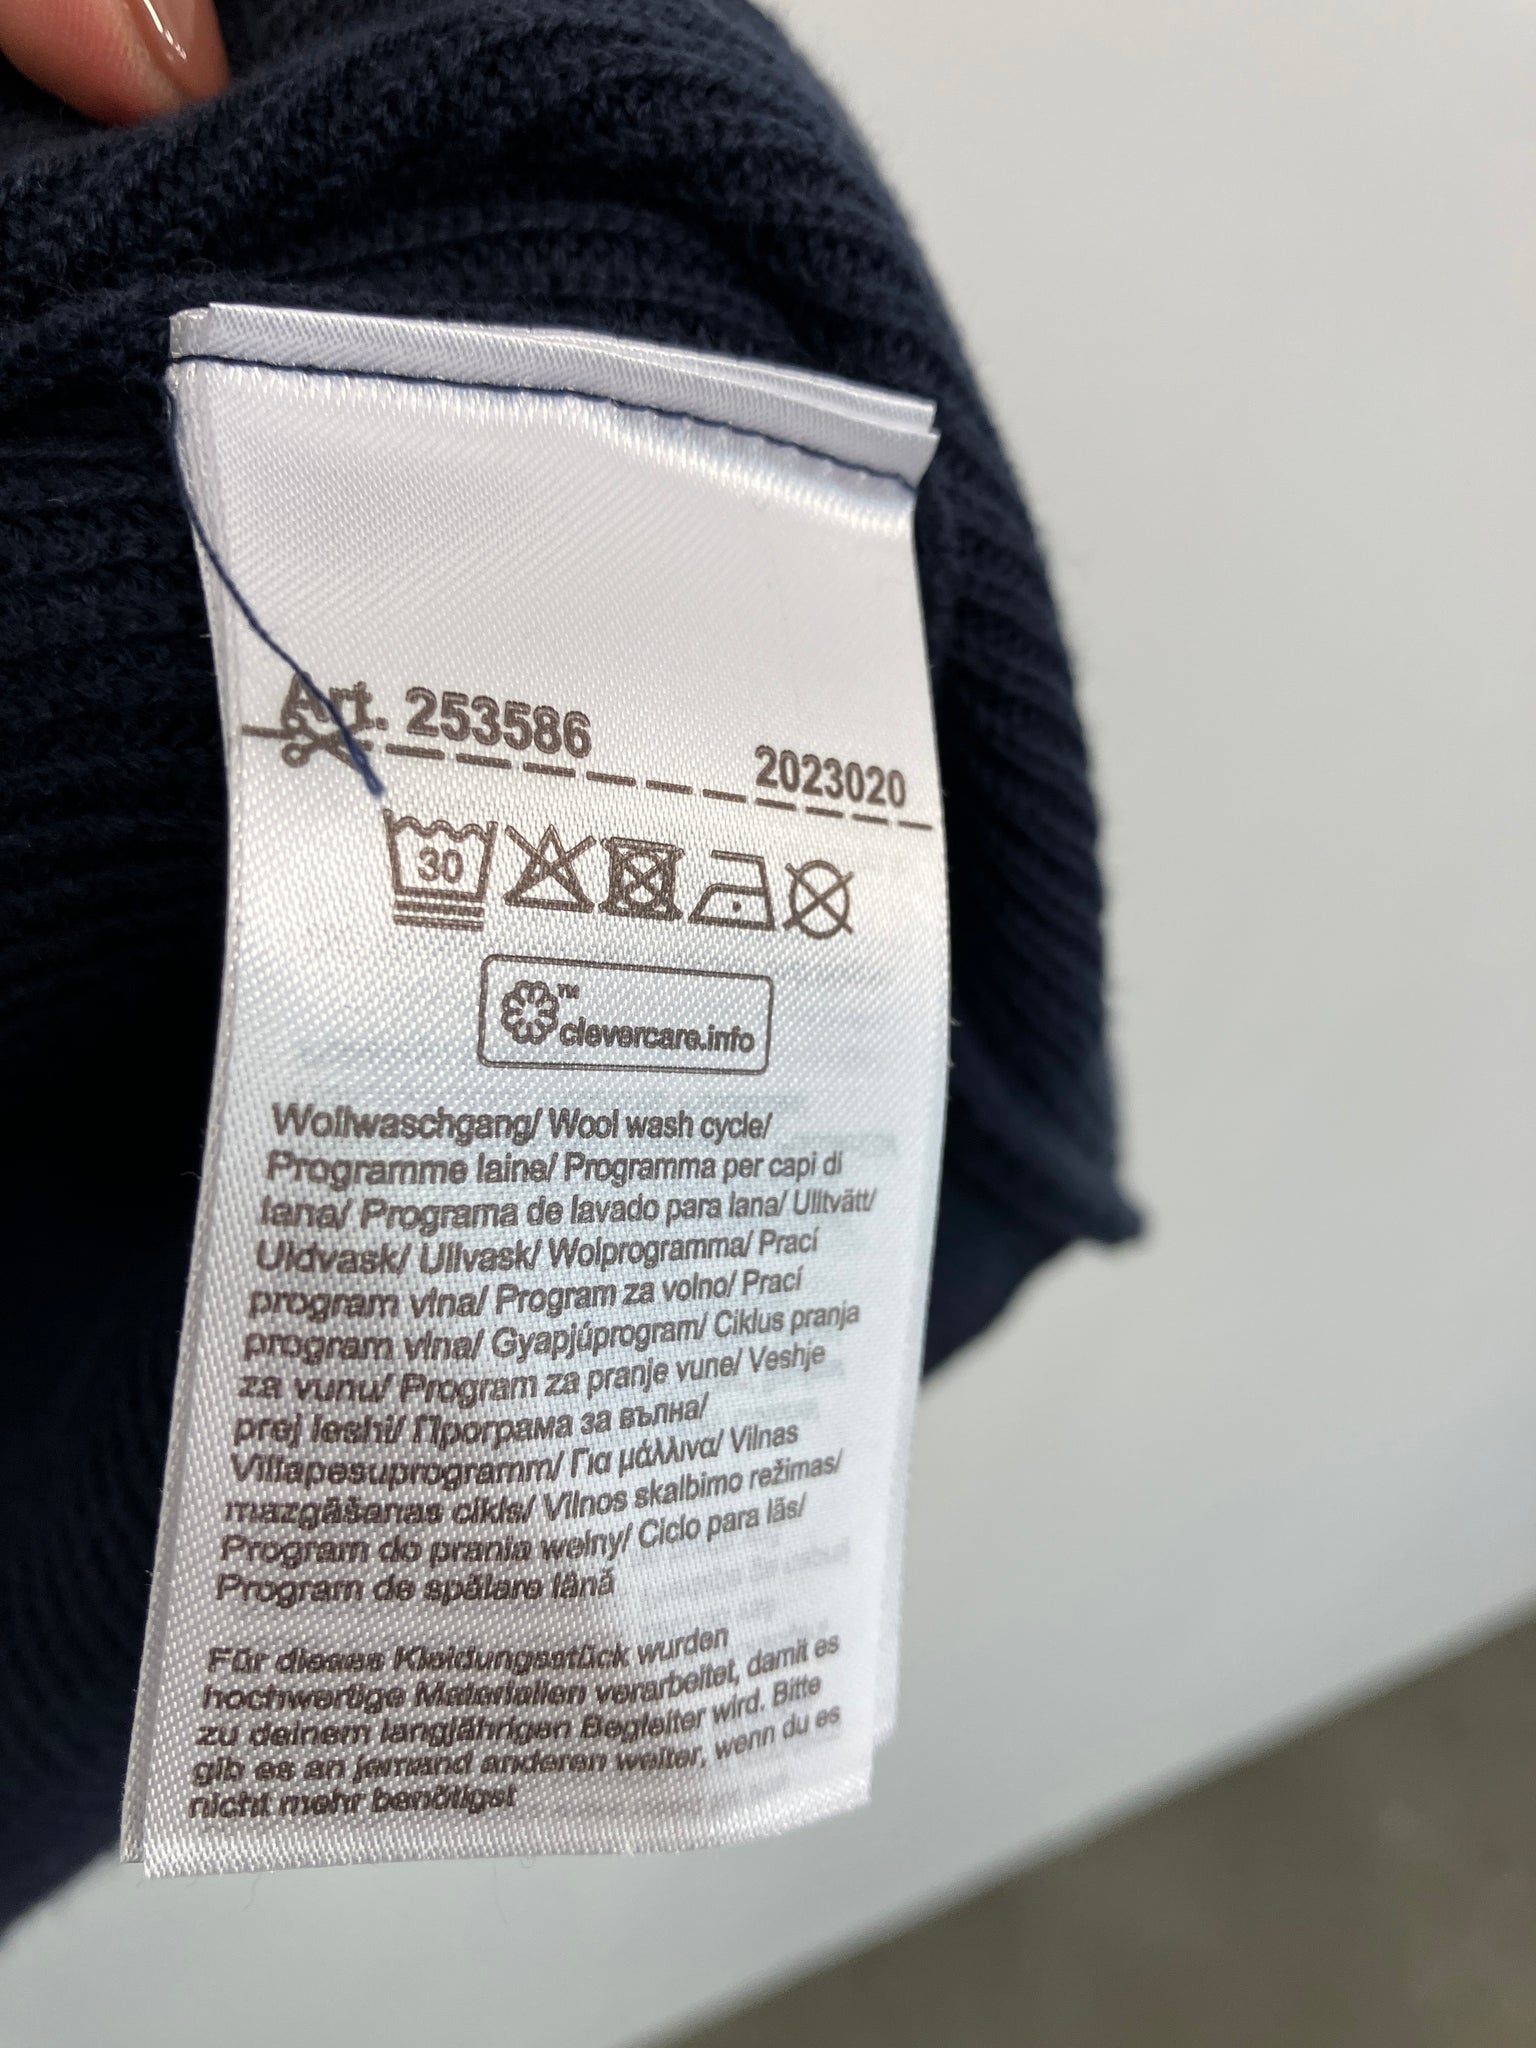 Art. 253586
2023020
30
TM
clevercare.info
Wollwaschgang/ Wool wash cycle/
Programme laine/ Programma per capi di
lana/ Programa de lavado para lana/ Ulltvätt/
Uldvask/ Ullvask/ Wolprogramma/ Prací
program vlna/ Program za volno/ Prací
program vlna/ Gyapjúprogram/ Ciklus pranja
za vunu/ Program za pranje vune/ Veshje
prej leshi/ Програма за вълна/
Villapesuprogramm/ Για μάλλινα/ Vilnas
mazgāšanas cikls/ Vilnos skalbimo režimas/
Program do prania wełny/ Ciclo para lãs/
Program de spălare lână
Für dieses Kleidungsstück wurden
hochwertige Materialien verarbeitet, damit es
zu deinem langjährigen Begleiter wird. Bitte
gib es an jemand anderen weiter, wenn du es
nicht mehr benötigst